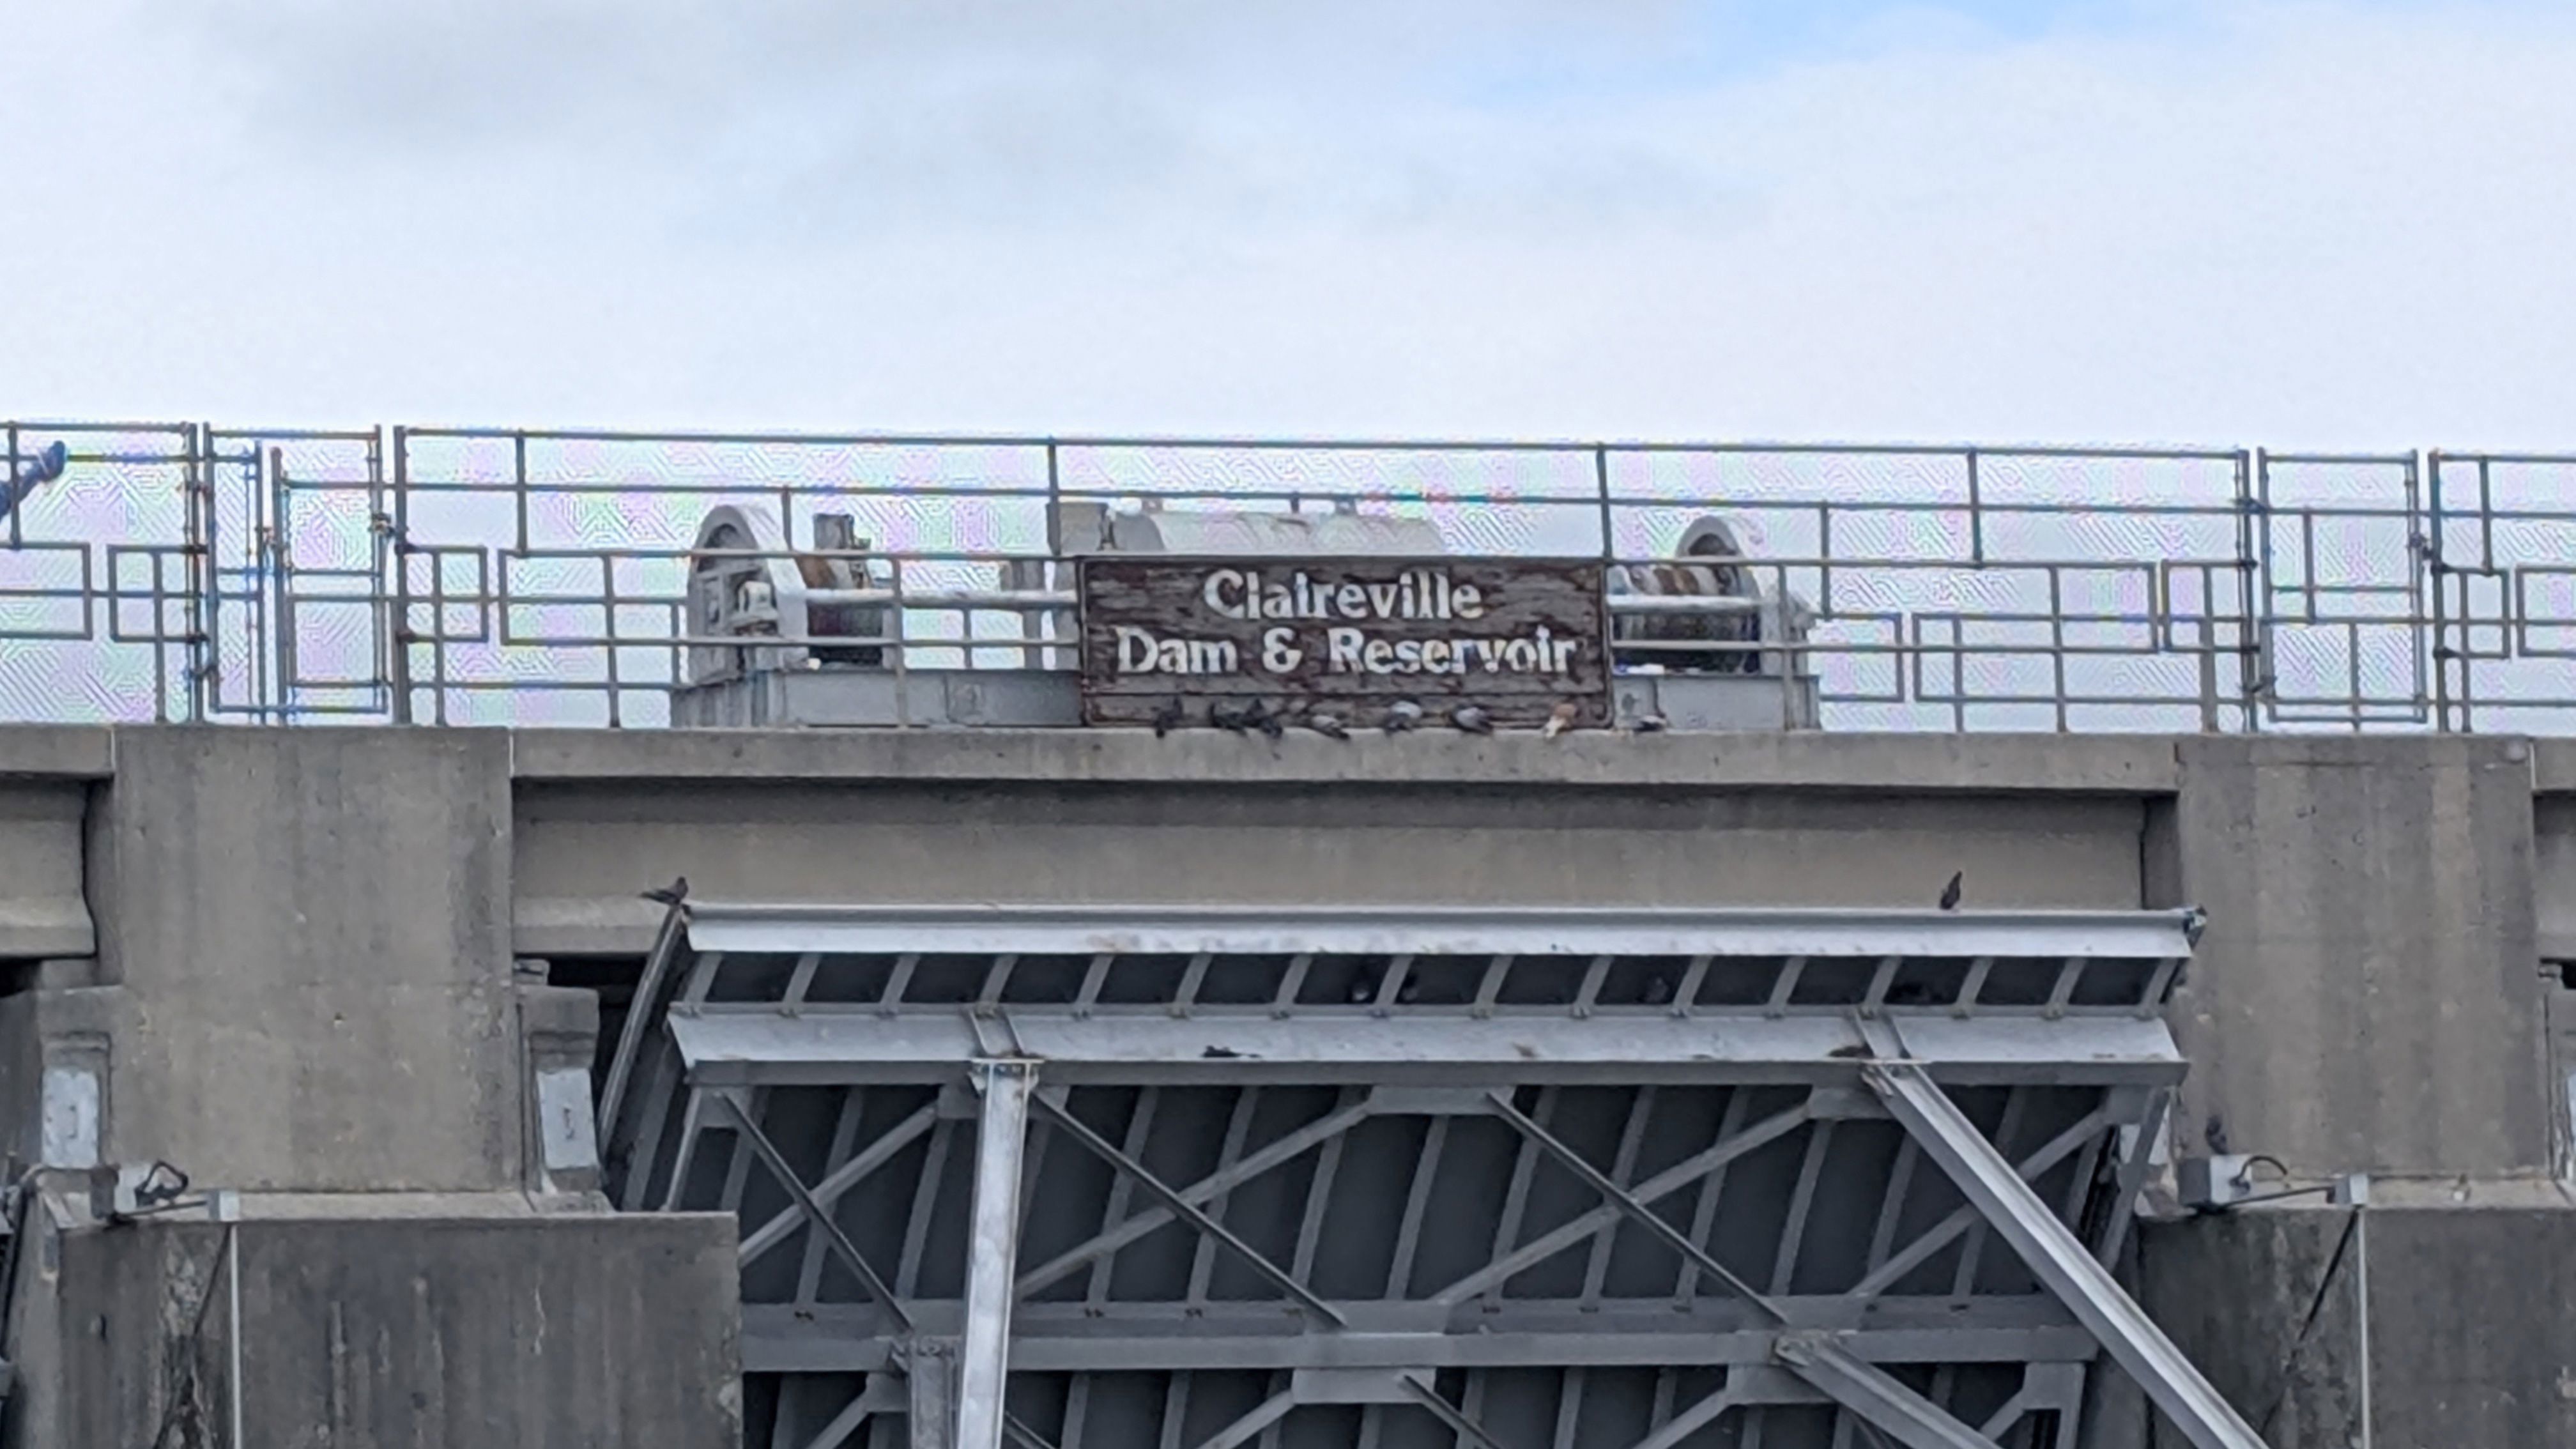 Claireville
Dam & Reservoir